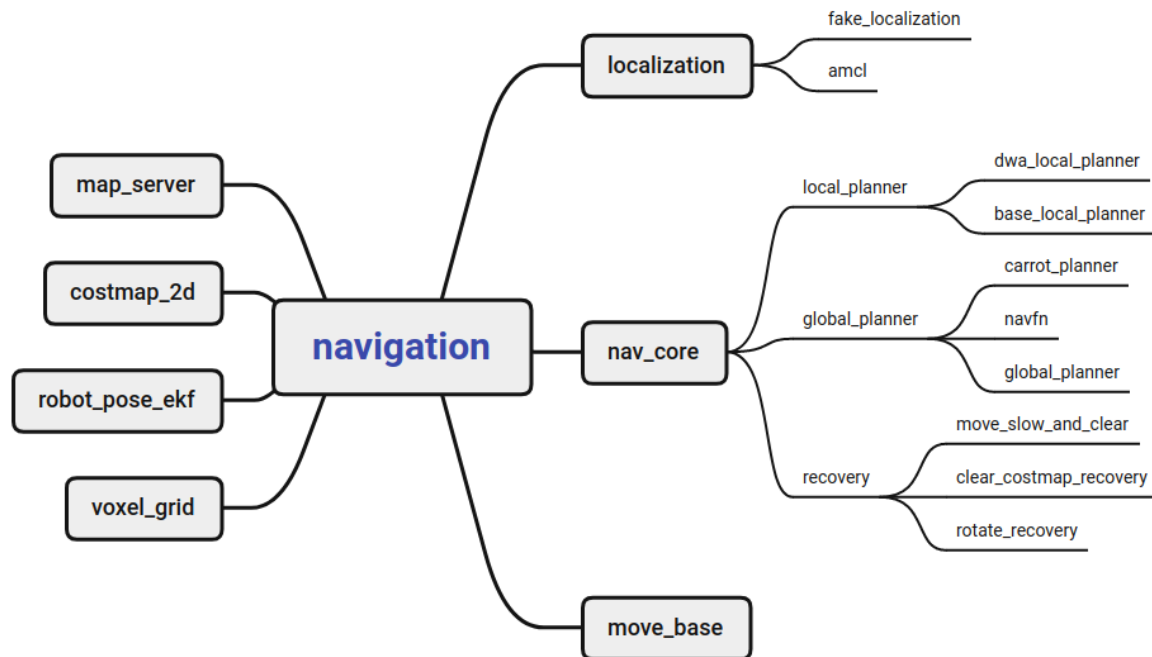 fake_localization
localization
amcl
map_server
dwa_local_planner
local_planner
base_local_planner
costmap_2d
carrot_planner
navigation
nav_core
global_planner
navfn
global_planner
robot_pose_ekf
move_slow_and_clear
recovery
clear_costmap_recovery
voxel_grid
rotate_recovery
move_base